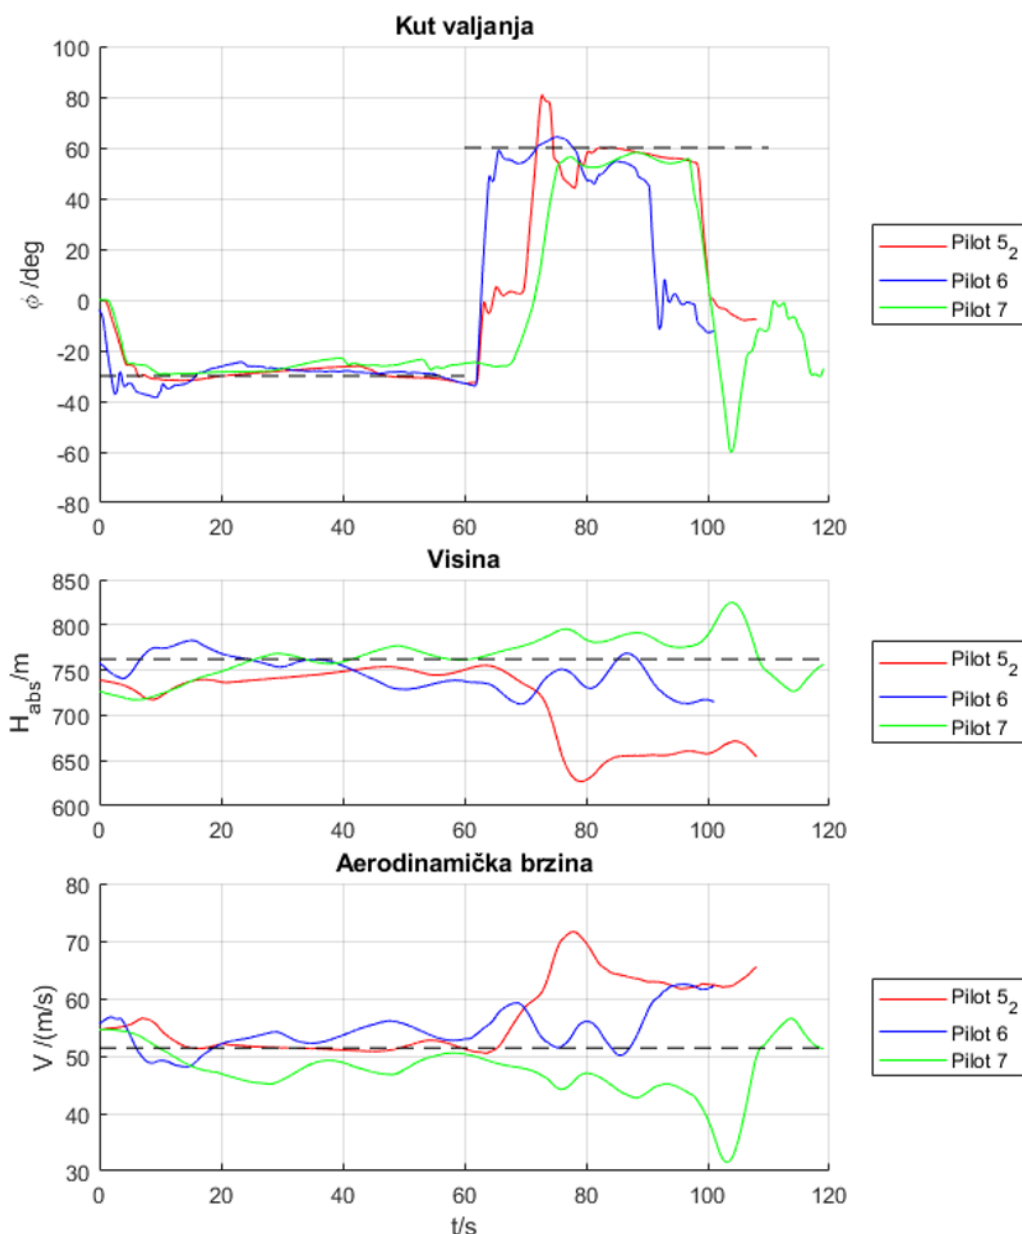 Kut valjanja
100
80
60
40
20
0
-20
-40
-60
-80
ϕ /deg
0 20 40 60 80 100 120
Pilot 5₂
Pilot 6
Pilot 7
Visina
850
800
750
700
650
600
H_abs/m
0 20 40 60 80 100 120
Pilot 5₂
Pilot 6
Pilot 7
Aerodinamička brzina
80
70
60
50
40
30
V /(m/s)
0 20 40 60 80 100 120
t/s
Pilot 5₂
Pilot 6
Pilot 7